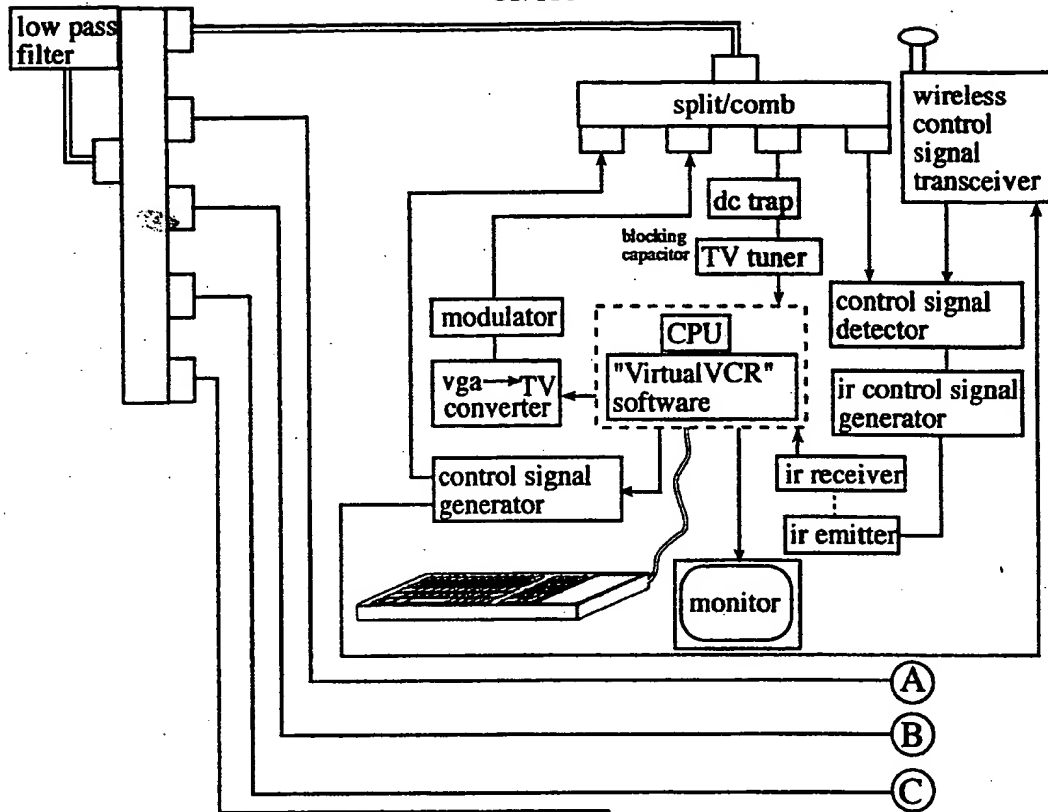 low pass
filter
split/comb
wireless
control
signal
transceiver
dc trap
blocking
capacitor
TV tuner
modulator
CPU
"VirtualVCR"
software
control signal
detector
vga→TV
converter
ir control signal
generator
control signal
generator
ir receiver
ir emitter
monitor
A
B
C